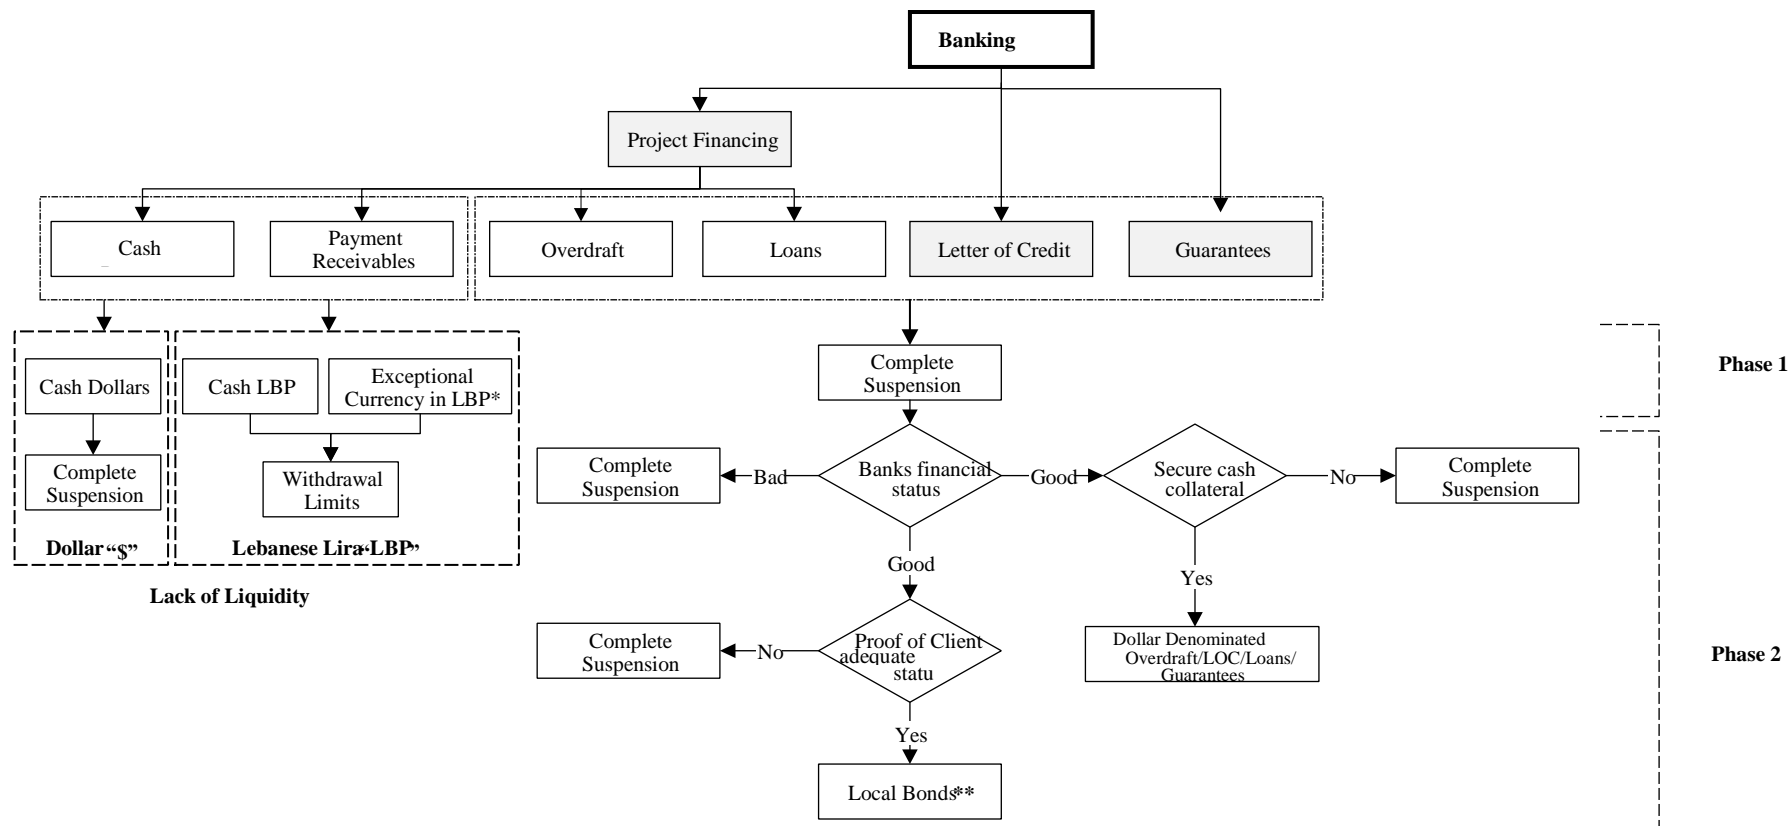 Banking
Project Financing
Cash
Payment
Receivables
Overdraft
Loans
Letter of Credit
Guarantees
Cash Dollars
Cash LBP
Exceptional
Currency in LBP*
Complete
Suspension
Phase 1
Complete
Suspension
Withdrawal
Limits
Dollar “$”
Lebanese Lira“LBP”
Lack of Liquidity
Complete
Suspension
Bad
Banks financial
status
Good
Secure cash
collateral
No
Complete
Suspension
Good
Yes
Complete
Suspension
No
Proof of Client
adequate
statu
Dollar Denominated
Overdraft/LOC/Loans/
Guarantees
Phase 2
Yes
Local Bonds**